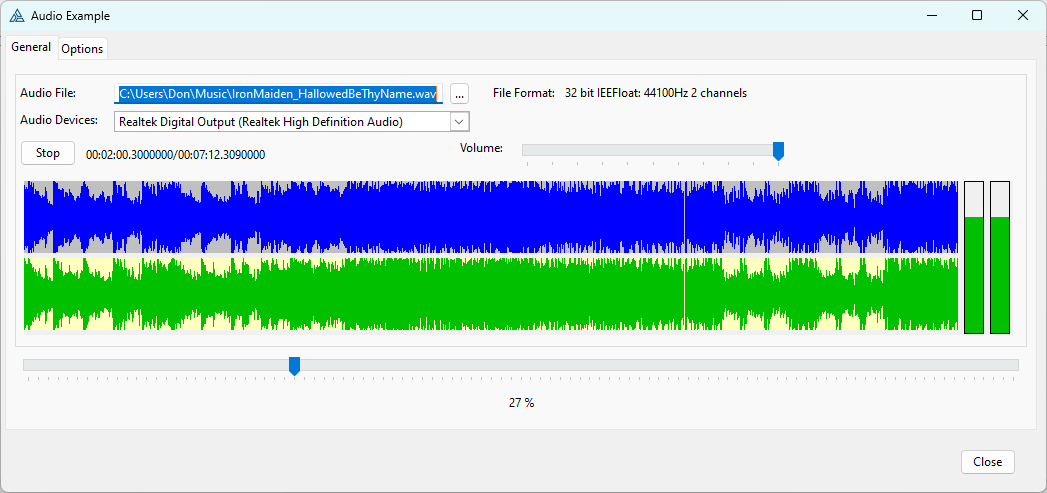 Audio Example
General Options
Audio File: C:\Users\Don\Music\IronMaiden_HallowedBeThyName.wav ... File Format: 32 bit IEEFloat: 44100Hz 2 channels
Audio Devices: Realtek Digital Output (Realtek High Definition Audio)
Stop 00:02:00.3000000/00:07:12.3090000 Volume:
27 %
Close